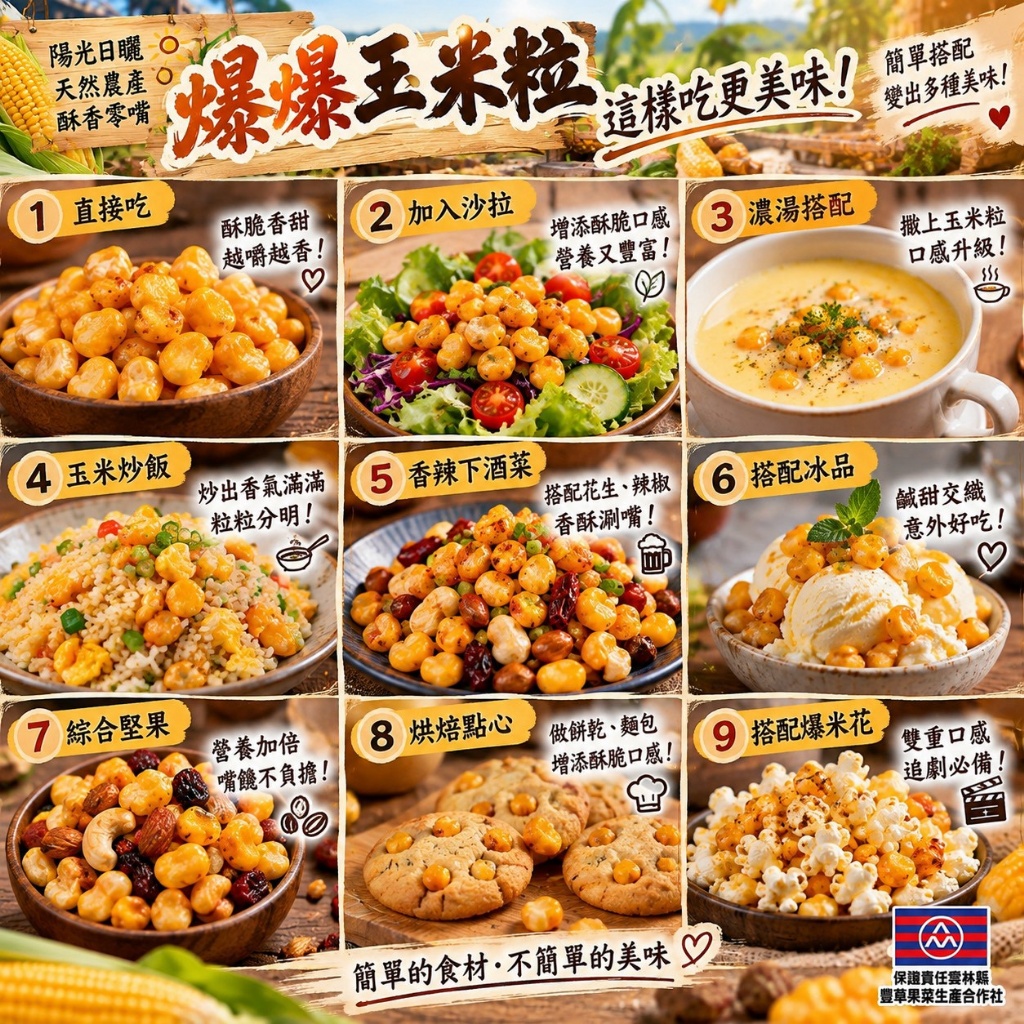 陽光日曬
天然農產
酥香零嘴
爆爆玉米粒
這樣吃更美味！
簡單搭配
變出多種美味！
1 直接吃
酥脆香甜
越嚼越香！
2 加入沙拉
增添酥脆口感
營養又豐富！
3 濃湯搭配
撒上玉米粒
口感升級！
4 玉米炒飯
炒出香氣滿滿
粒粒分明！
5 香辣下酒菜
搭配花生、辣椒
香酥涮嘴！
6 搭配冰品
鹹甜交織
意外好吃！
7 綜合堅果
營養加倍
嘴饞不負擔！
8 烘焙點心
做餅乾、麵包
增添酥脆口感！
9 搭配爆米花
雙重口感
追劇必備！
簡單的食材·不簡單的美味
保證責任雲林縣
豐草果菜生產合作社